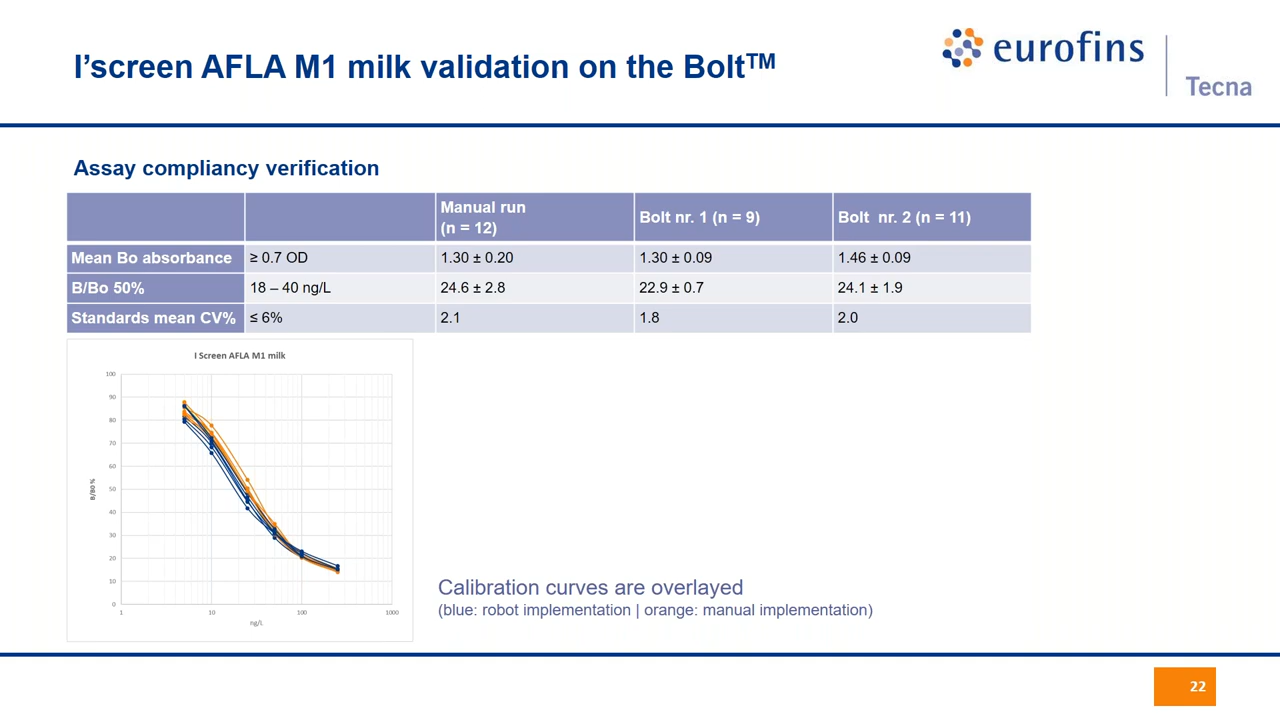 I'screen AFLA M1 milk validation on the Bolt™
eurofins
Tecna
Assay compliancy verification
Manual run
(n = 12)
Bolt nr. 1 (n = 9)
Bolt nr. 2 (n = 11)
Mean Bo absorbance ≥ 0.7 OD 1.30 ± 0.20 1.30 ± 0.09 1.46 ± 0.09
B/Bo 50% 18 – 40 ng/L 24.6 ± 2.8 22.9 ± 0.7 24.1 ± 1.9
Standards mean CV% ≤ 6% 2.1 1.8 2.0
I Screen AFLA M1 milk
100
90
80
70
60
50
40
30
20
10
0
B/B0 %
1 10 100 1000
ng/L
Calibration curves are overlayed
(blue: robot implementation | orange: manual implementation)
22